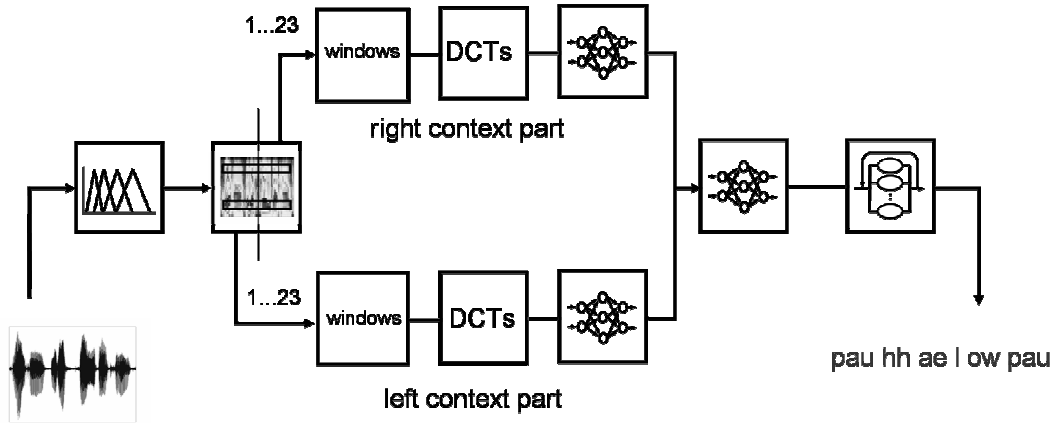 1...23
windows
DCTs
right context part
1...23
windows
DCTs
left context part
pau hh ae l ow pau